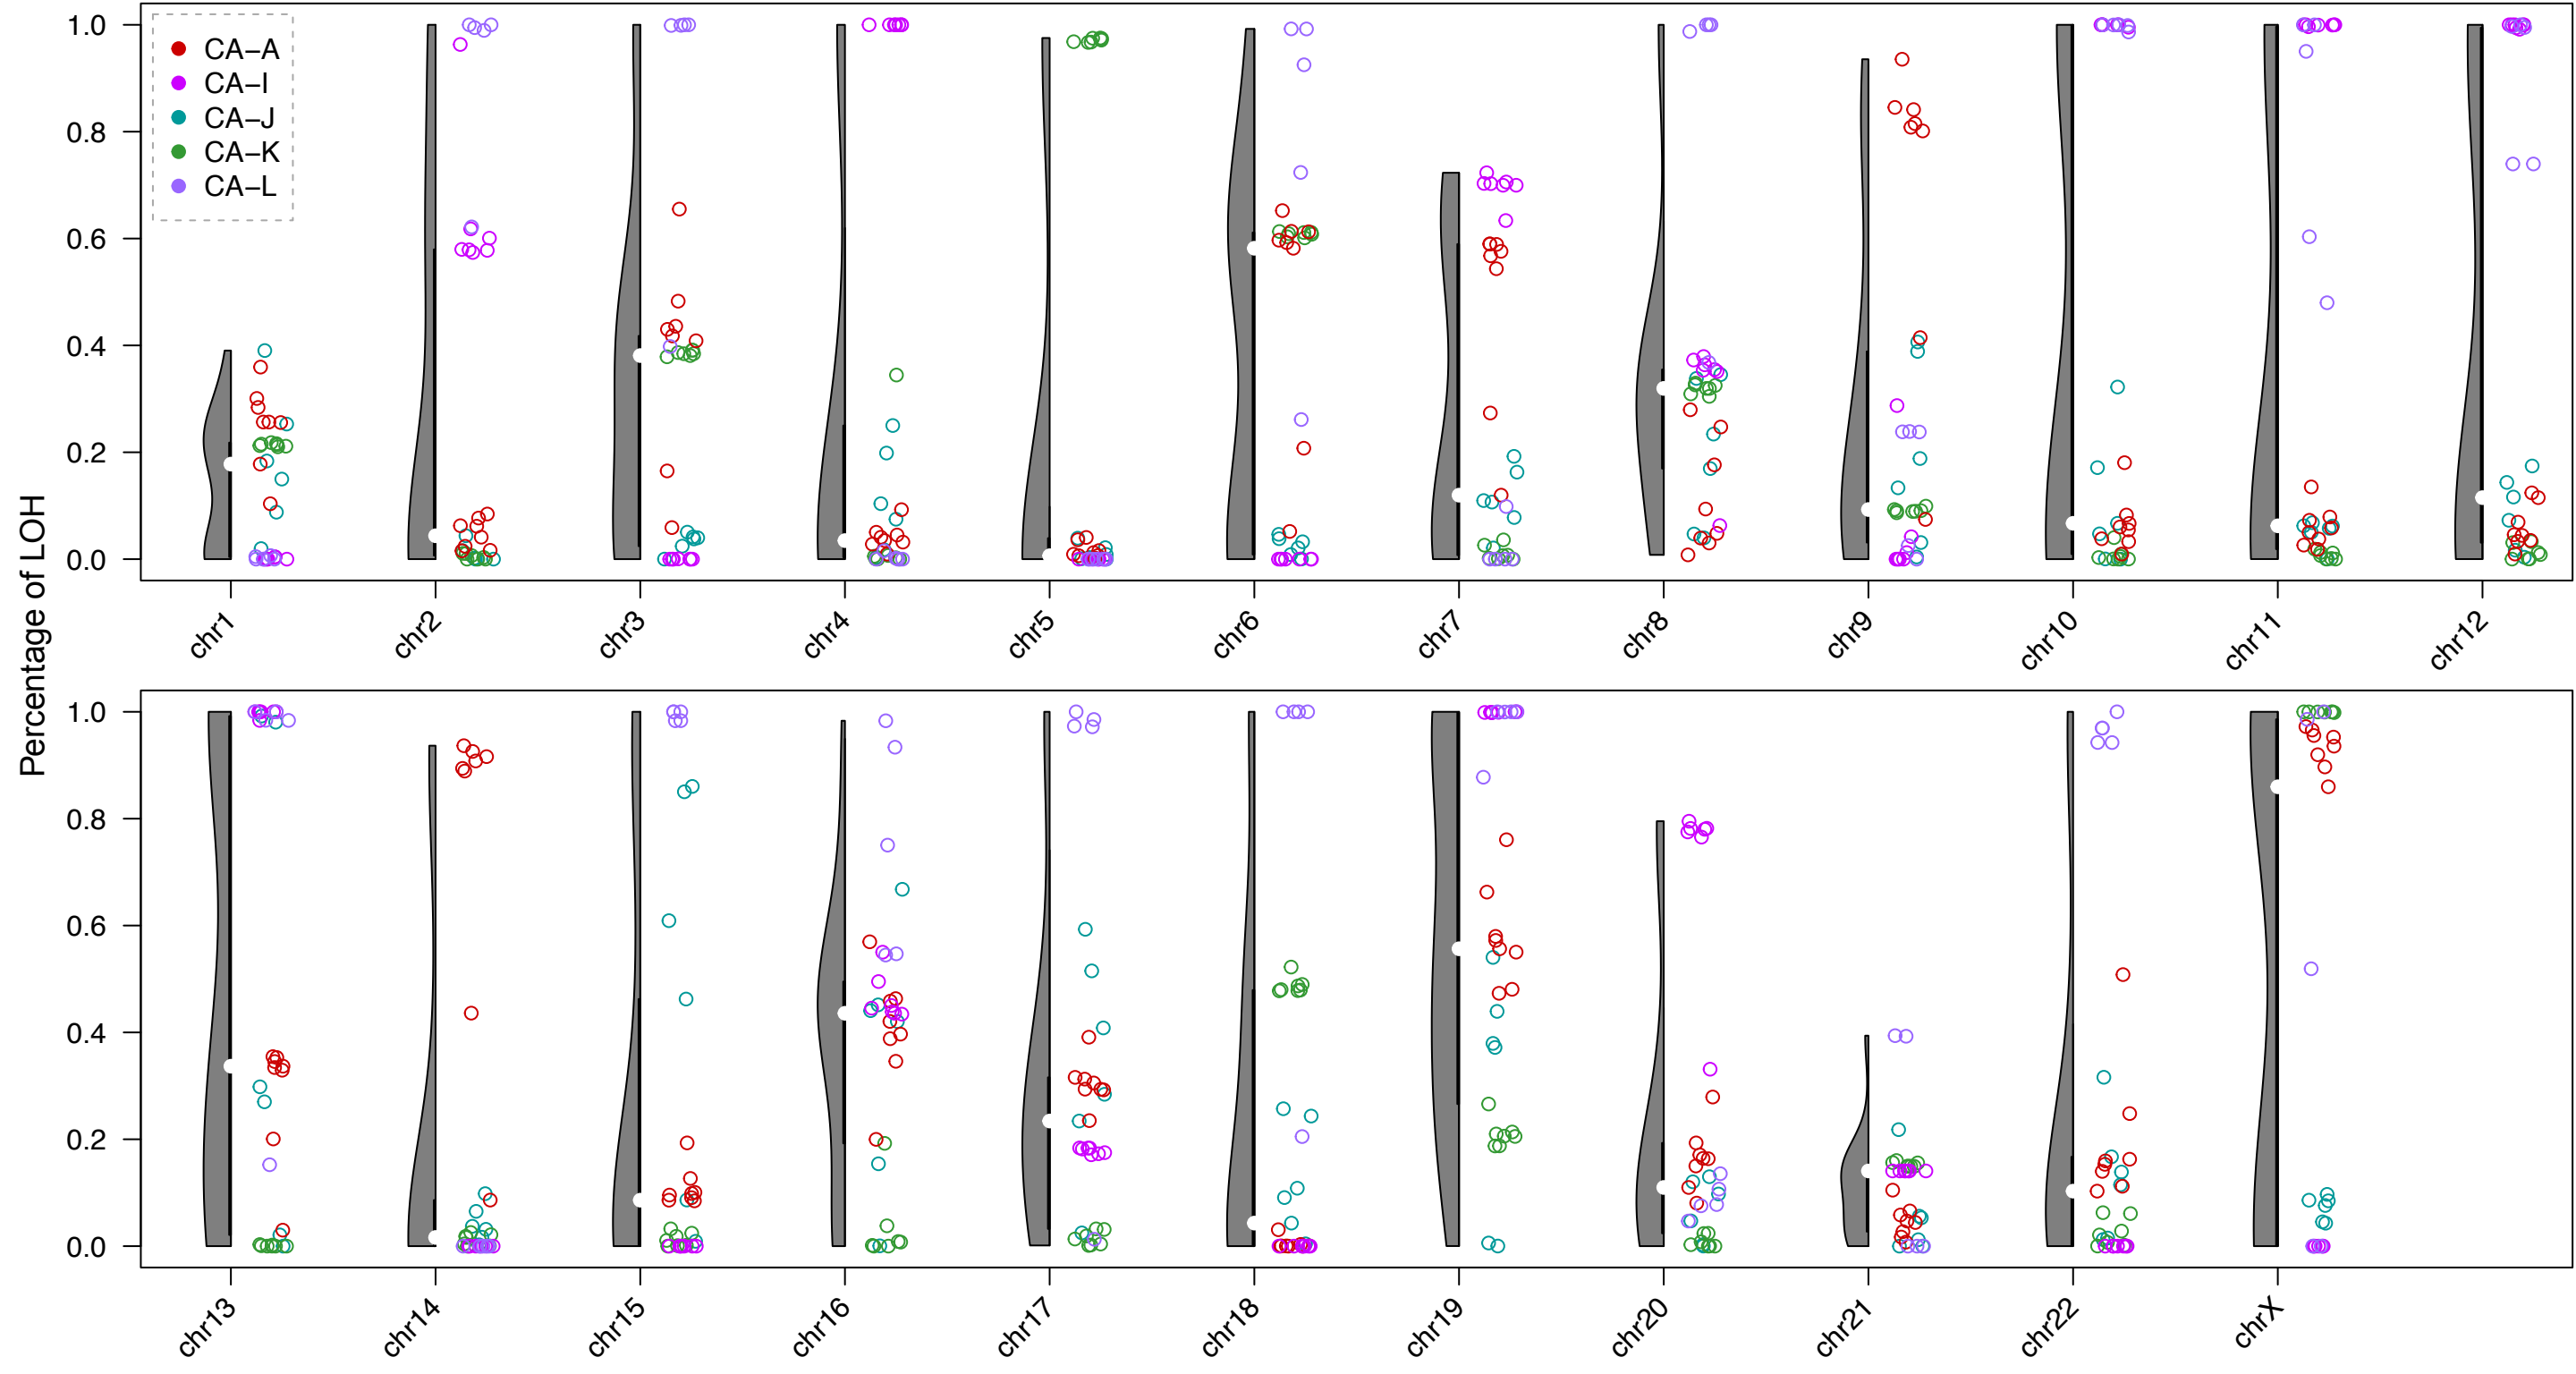 Percentage of LOH
1.0
0.8
0.6
0.4
0.2
0.0
CA−A
CA−I
CA−J
CA−K
CA−L
chr1 chr2 chr3 chr4 chr5 chr6 chr7 chr8 chr9 chr10 chr11 chr12
1.0
0.8
0.6
0.4
0.2
0.0
chr13 chr14 chr15 chr16 chr17 chr18 chr19 chr20 chr21 chr22 chrX